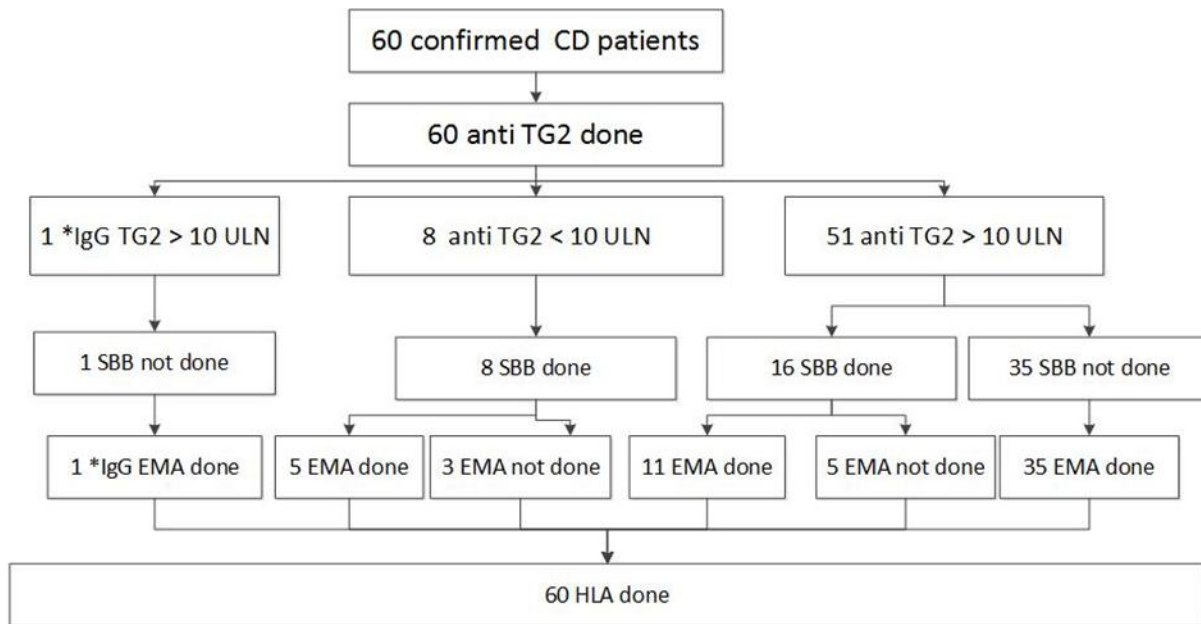 60 confirmed CD patients
60 anti TG2 done
1 *IgG TG2 > 10 ULN
8 anti TG2 < 10 ULN
51 anti TG2 > 10 ULN
1 SBB not done
8 SBB done
16 SBB done
35 SBB not done
1 *IgG EMA done
5 EMA done
3 EMA not done
11 EMA done
5 EMA not done
35 EMA done
60 HLA done